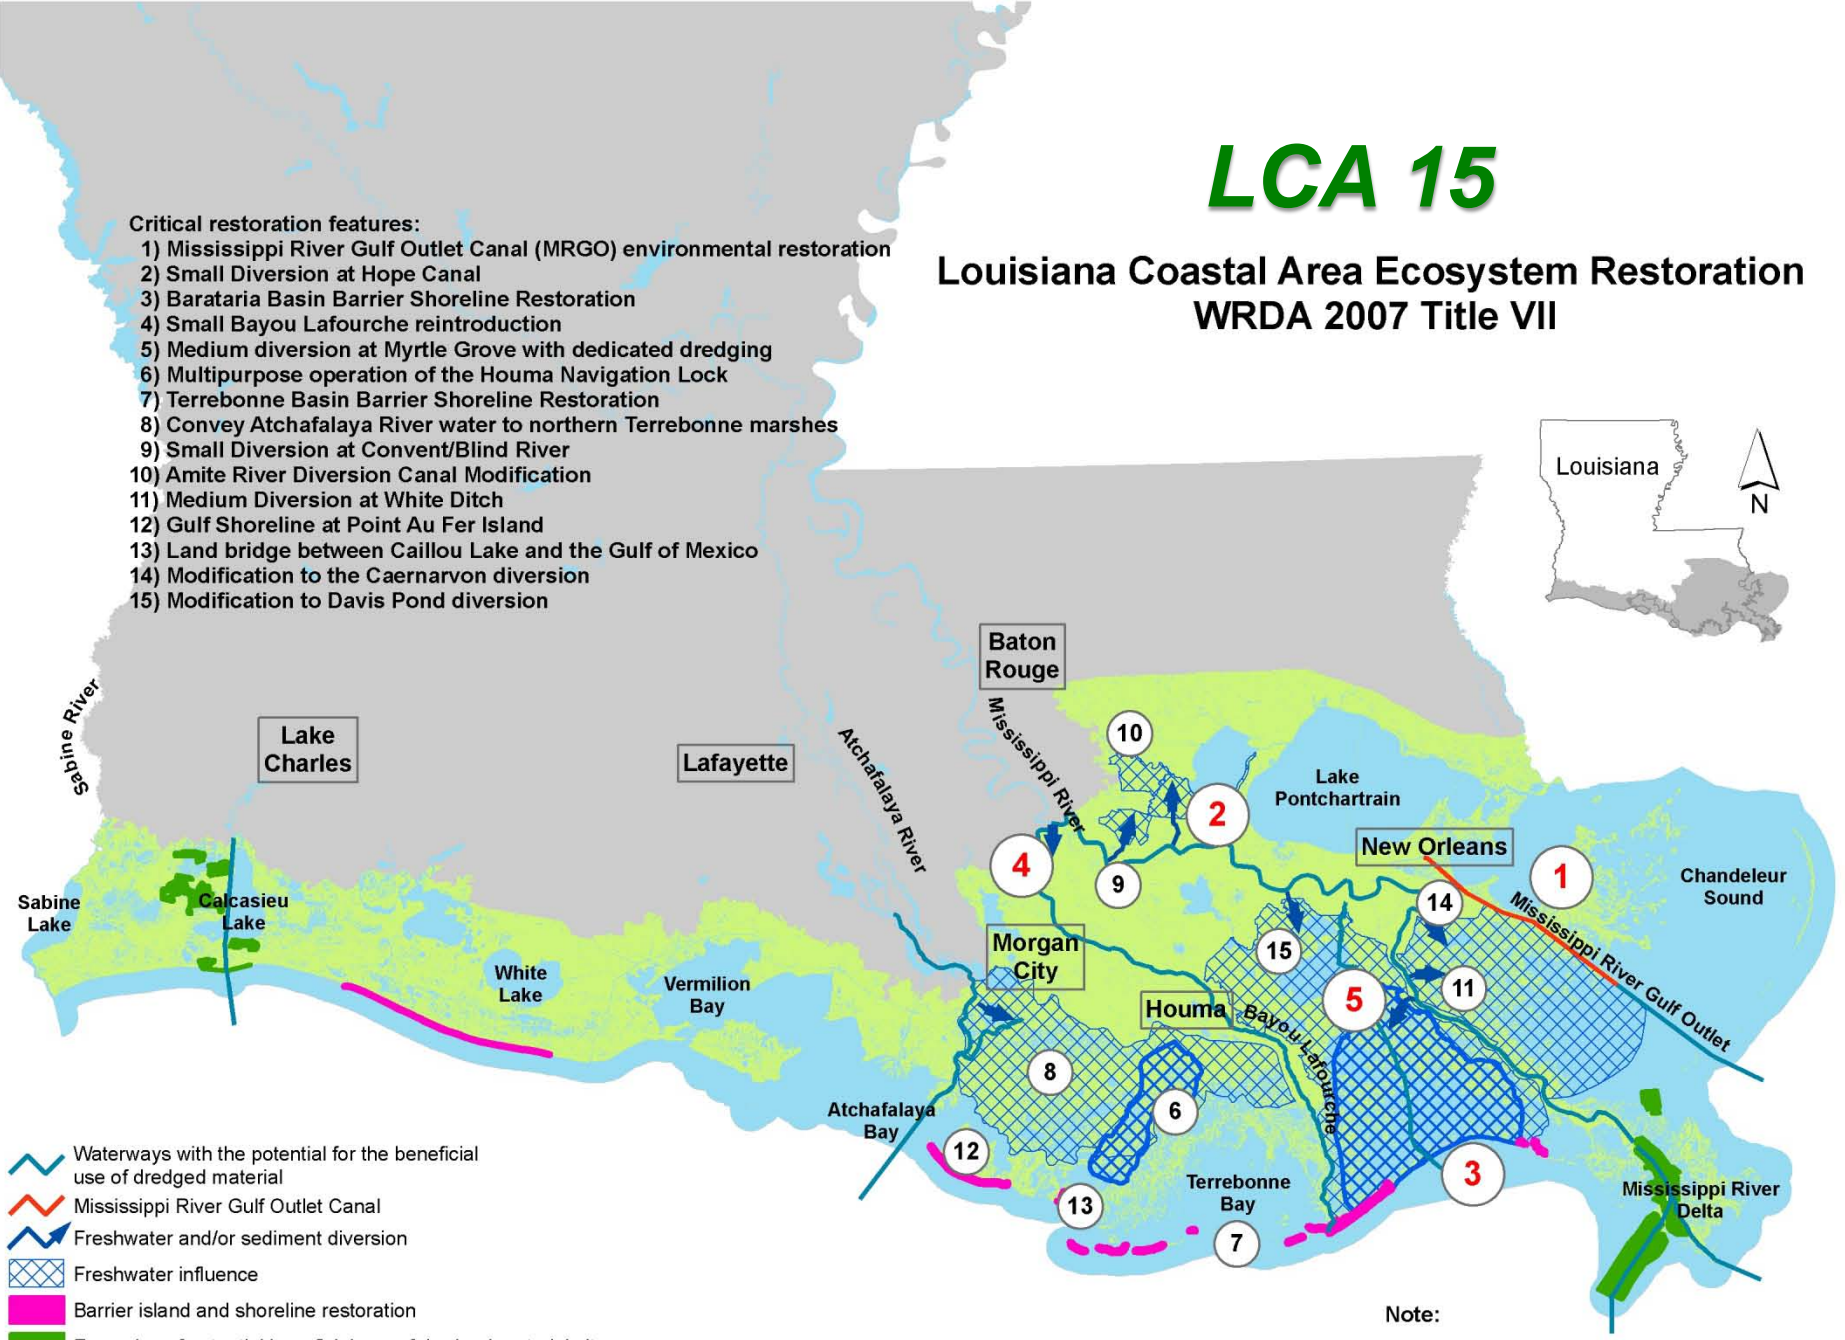 LCA 15
Louisiana Coastal Area Ecosystem Restoration
WRDA 2007 Title VII
Critical restoration features:
1) Mississippi River Gulf Outlet Canal (MRGO) environmental restoration
2) Small Diversion at Hope Canal
3) Barataria Basin Barrier Shoreline Restoration
4) Small Bayou Lafourche reintroduction
5) Medium diversion at Myrtle Grove with dedicated dredging
6) Multipurpose operation of the Houma Navigation Lock
7) Terrebonne Basin Barrier Shoreline Restoration
8) Convey Atchafalaya River water to northern Terrebonne marshes
9) Small Diversion at Convent/Blind River
10) Amite River Diversion Canal Modification
11) Medium Diversion at White Ditch
12) Gulf Shoreline at Point Au Fer Island
13) Land bridge between Caillou Lake and the Gulf of Mexico
14) Modification to the Caernarvon diversion
15) Modification to Davis Pond diversion
Louisiana
N
Baton
Rouge
Sabine River
Lake
Charles
Lafayette
Atchafalaya River
Mississippi River
10
2
Lake
Pontchartrain
New Orleans
4
9
1
Chandeleur
Sound
Sabine
Lake
Calcasieu
Lake
14
Mississippi River Gulf Outlet
Morgan
City
15
White
Lake
Vermilion
Bay
11
5
Houma
Bayou Lafourche
8
6
Atchafalaya
Bay
12
3
Terrebonne
Bay
13
7
Mississippi River
Delta
Waterways with the potential for the beneficial
use of dredged material
Mississippi River Gulf Outlet Canal
Freshwater and/or sediment diversion
Freshwater influence
Barrier island and shoreline restoration
Note: